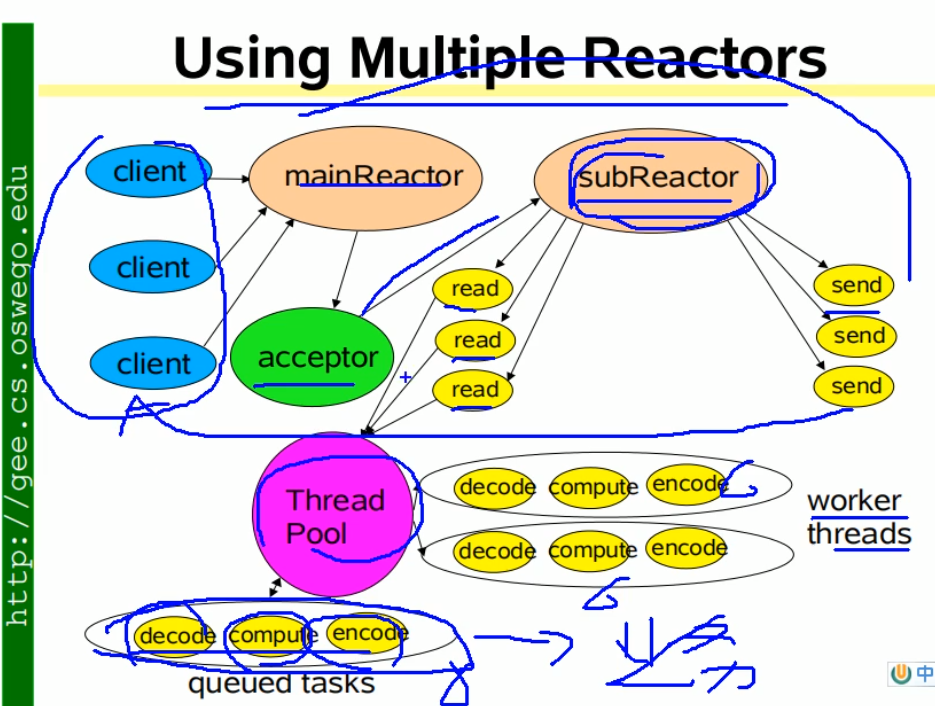 Using Multiple Reactors
http://gee.cs.oswego.edu
client
mainReactor
subReactor
client
client
acceptor
read
read
read
send
send
send
Thread
Pool
decode compute encode
decode compute encode
worker
threads
decode compute encode
queued tasks
业务
中